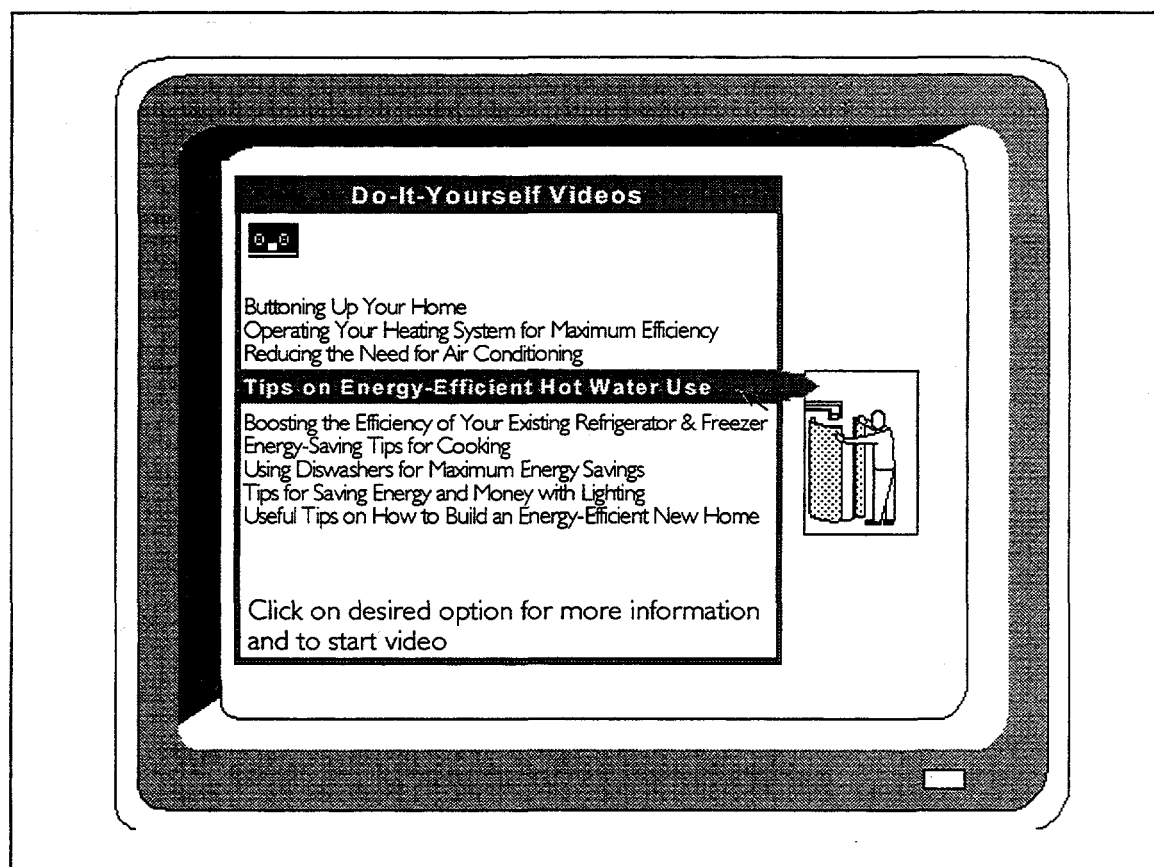 Do-It-Yourself Videos
Buttoning Up Your Home
Operating Your Heating System for Maximum Efficiency
Reducing the Need for Air Conditioning
Tips on Energy-Efficient Hot Water Use
Boosting the Efficiency of Your Existing Refrigerator & Freezer
Energy-Saving Tips for Cooking
Using Diswashers for Maximum Energy Savings
Tips for Saving Energy and Money with Lighting
Useful Tips on How to Build an Energy-Efficient New Home
Click on desired option for more information
and to start video